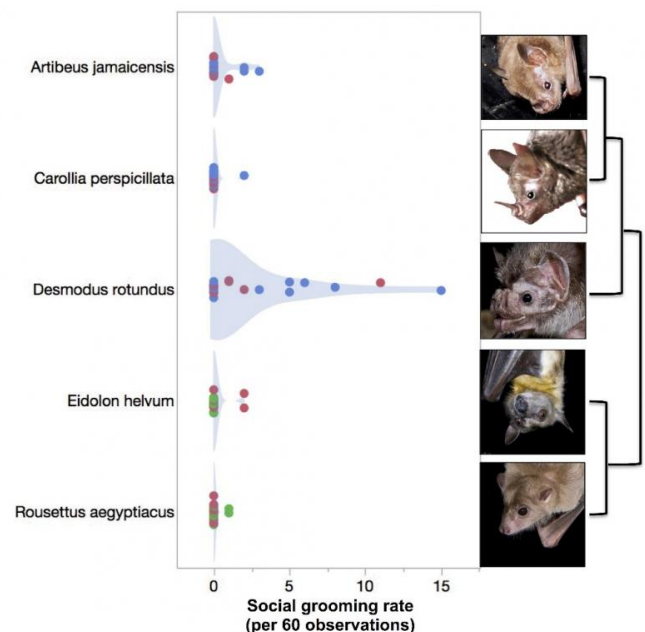 Artibeus jamaicensis
Carollia perspicillata
Desmodus rotundus
Eidolon helvum
Rousettus aegyptiacus
0 5 10 15
Social grooming rate
(per 60 observations)